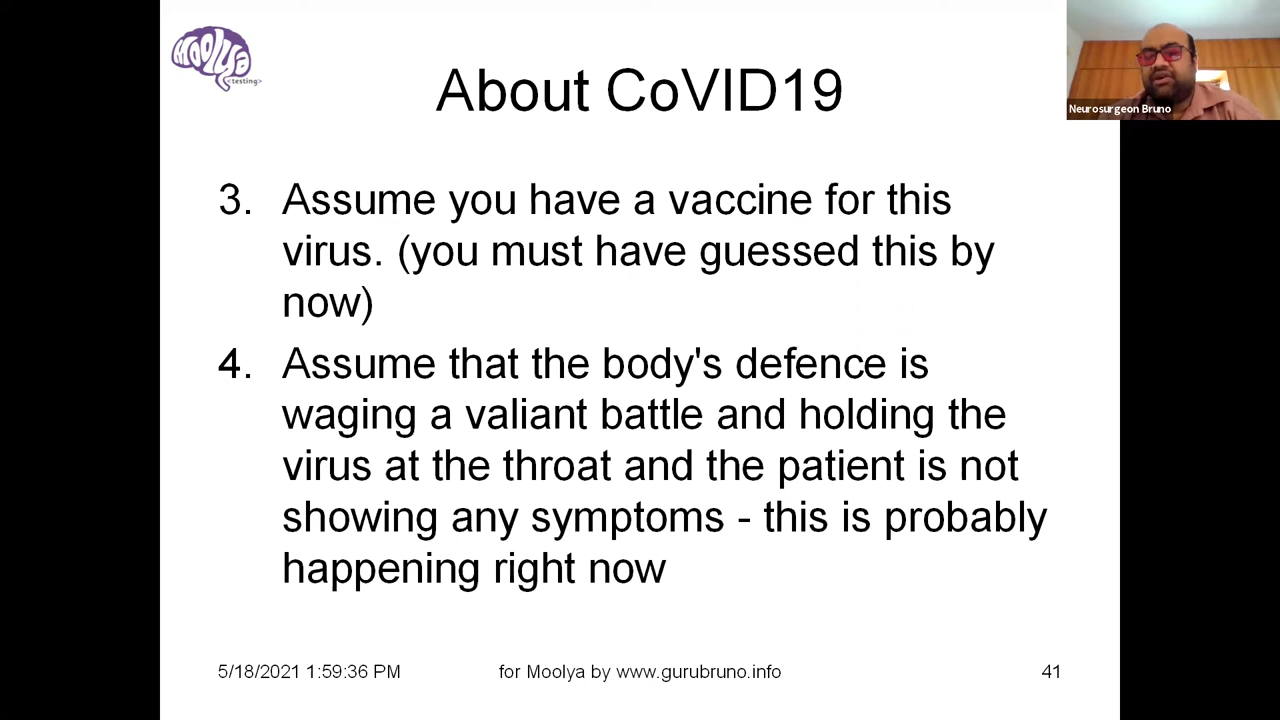 Moolya
<testing>
About CoVID19
Neurosurgeon Bruno
3. Assume you have a vaccine for this
virus. (you must have guessed this by
now)
4. Assume that the body's defence is
waging a valiant battle and holding the
virus at the throat and the patient is not
showing any symptoms - this is probably
happening right now
5/18/2021 1:59:36 PM for Moolya by www.gurubruno.info 41